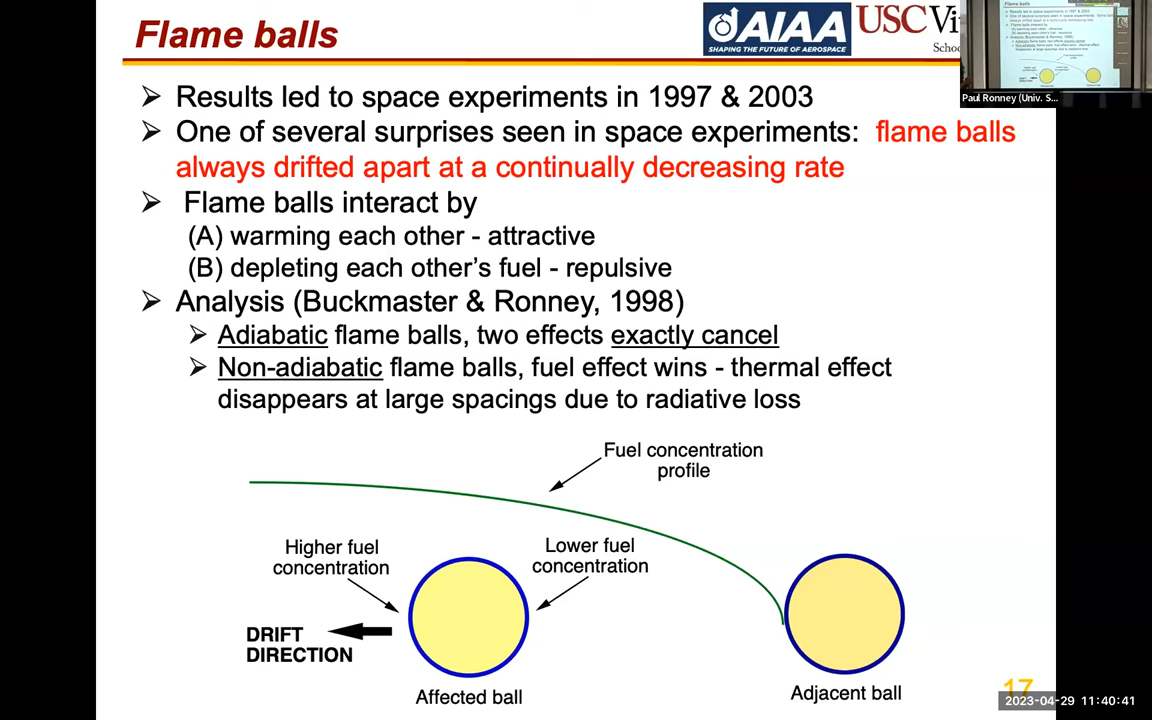 Flame balls
AIAA
SHAPING THE FUTURE OF AEROSPACE
USC Vit
School
Paul Ronney (Univ. S...
➢ Results led to space experiments in 1997 & 2003
➢ One of several surprises seen in space experiments: flame balls
always drifted apart at a continually decreasing rate
➢ Flame balls interact by
(A) warming each other - attractive
(B) depleting each other's fuel - repulsive
➢ Analysis (Buckmaster & Ronney, 1998)
➢ Adiabatic flame balls, two effects exactly cancel
➢ Non-adiabatic flame balls, fuel effect wins - thermal effect
disappears at large spacings due to radiative loss
Fuel concentration
profile
Higher fuel
concentration
Lower fuel
concentration
DRIFT
DIRECTION
Affected ball
Adjacent ball
17
2023-04-29 11:40:41